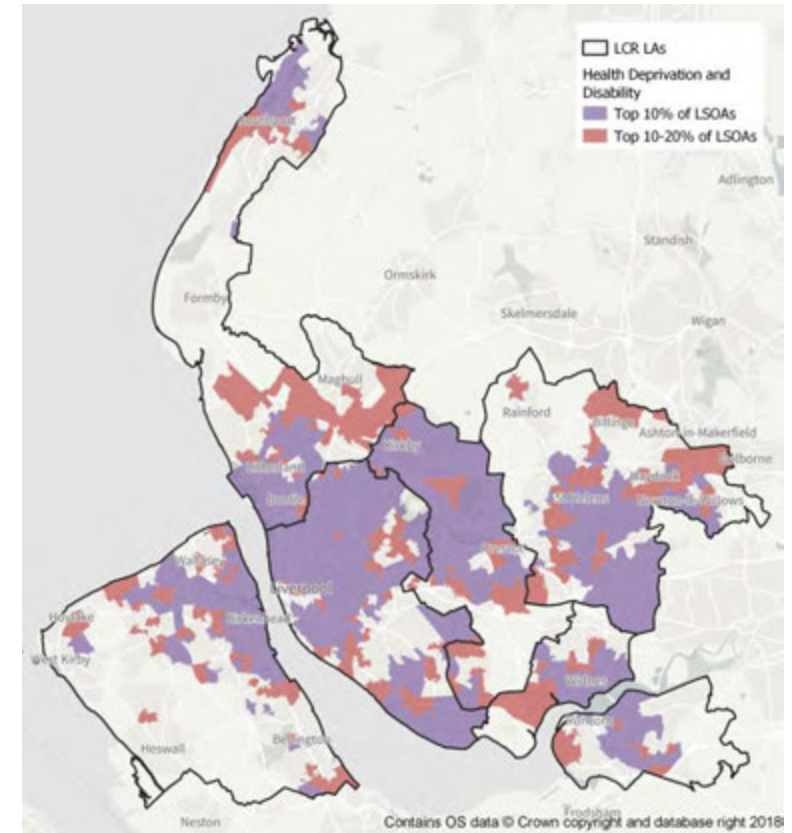 LCR LAs
Health Deprivation and
Disability
Top 10% of LSOAs
Top 10-20% of LSOAs
Adlington
Standish
Ormskirk
Formby
Skelmersdale
Wigan
Maghull
Rainford
Billinge
Ashton-in-Makerfield
Kirkby
Golborne
Litherland
Haydock
St Helens
Newton-le-Willows
Bootle
Prescot
Wallasey
Liverpool
Hoylake
Birkenhead
West Kirby
Widnes
Runcorn
Bebington
Heswall
Frodsham
Neston
Contains OS data © Crown copyright and database right 2018